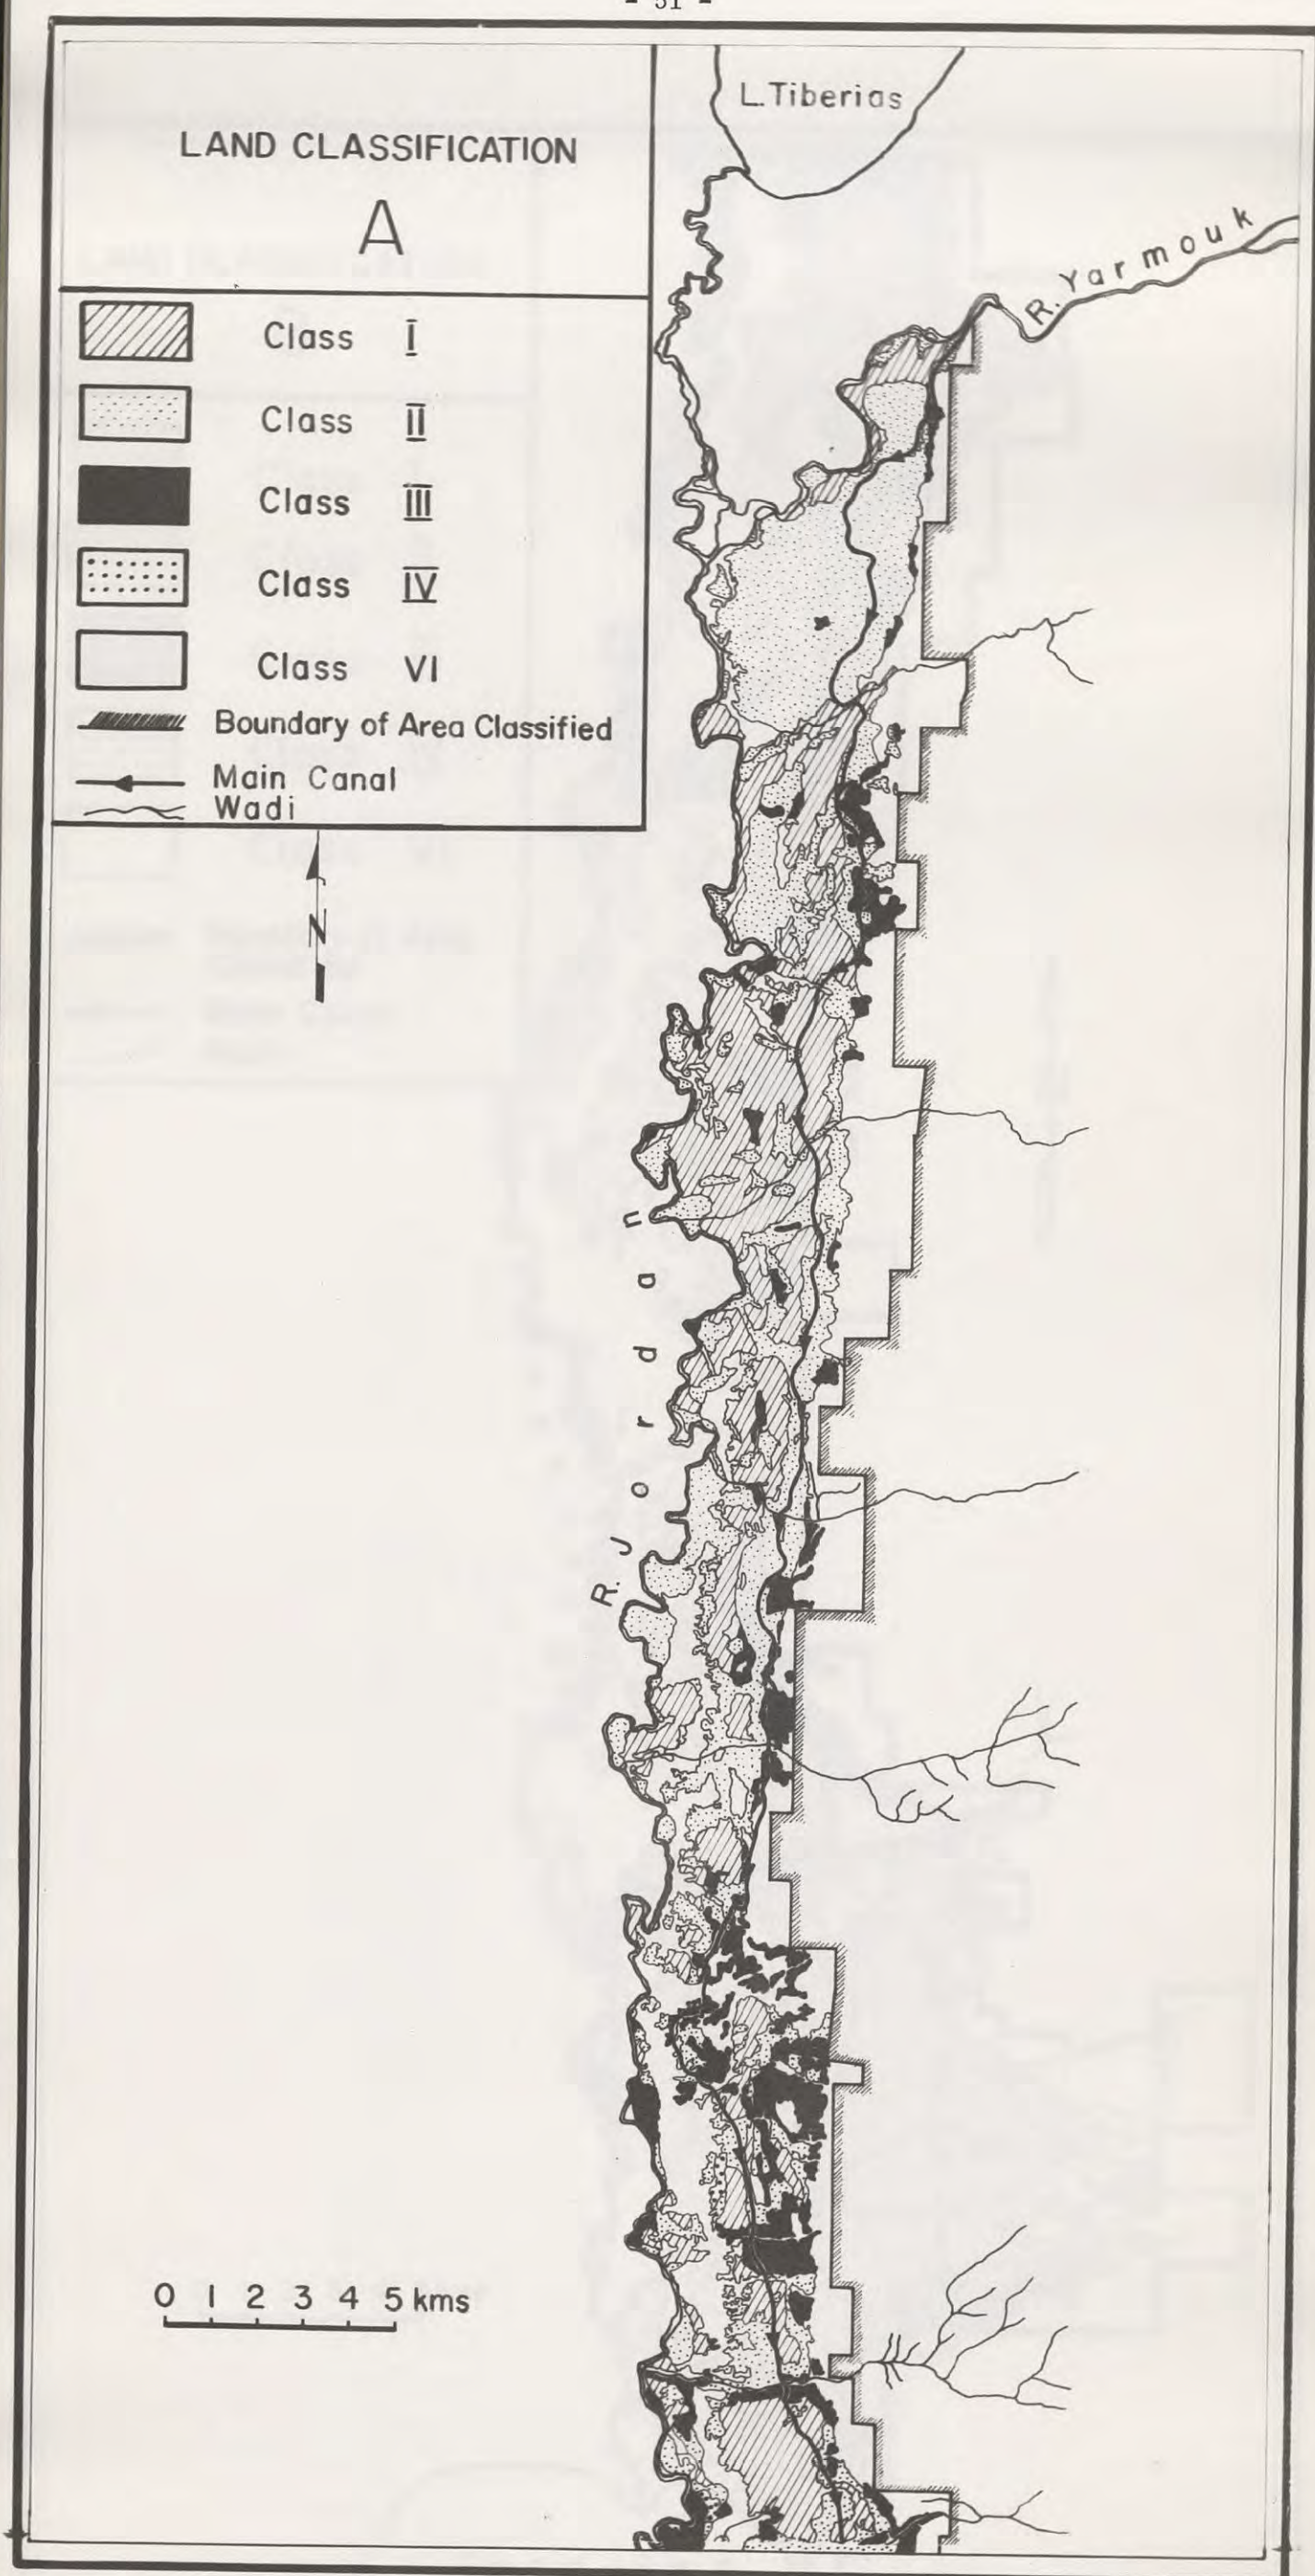 - 51 -
L. Tiberias
LAND CLASSIFICATION
A
R. Yarmouk
Class I
Class II
Class III
Class IV
Class VI
Boundary of Area Classified
Main Canal
Wadi
N
R. Jordan
0 1 2 3 4 5 kms